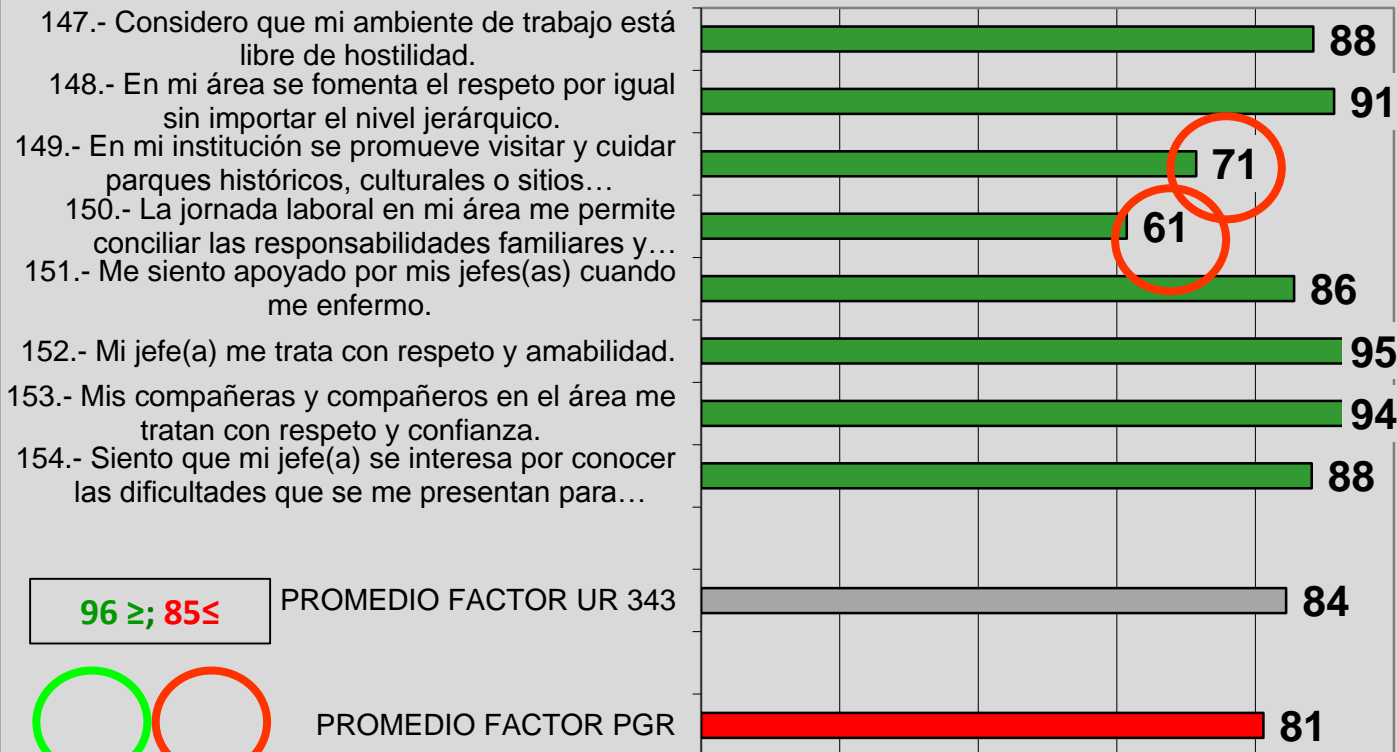 147.- Considero que mi ambiente de trabajo está
libre de hostilidad.
88
148.- En mi área se fomenta el respeto por igual
sin importar el nivel jerárquico.
91
149.- En mi institución se promueve visitar y cuidar
parques históricos, culturales o sitios…
71
150.- La jornada laboral en mi área me permite
conciliar las responsabilidades familiares y…
61
151.- Me siento apoyado por mis jefes(as) cuando
me enfermo.
86
152.- Mi jefe(a) me trata con respeto y amabilidad.
95
153.- Mis compañeras y compañeros en el área me
tratan con respeto y confianza.
94
154.- Siento que mi jefe(a) se interesa por conocer
las dificultades que se me presentan para…
88
96 ≥; 85≤
PROMEDIO FACTOR UR 343
84
PROMEDIO FACTOR PGR
81